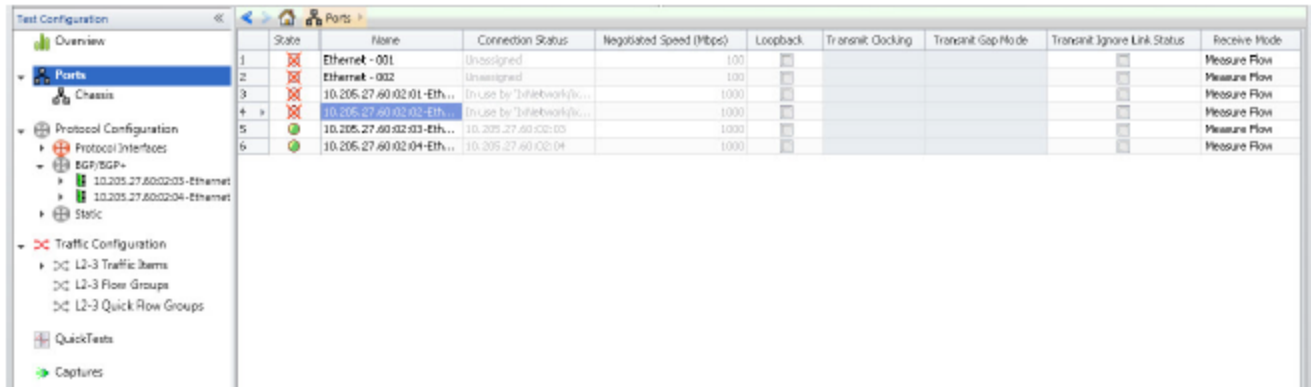 Test Configuration
Overview
Ports
Chassis
Protocol Configuration
Protocol Interfaces
BGP/BGP+
10.205.27.60:02:03-Ethernet
10.205.27.60:02:04-Ethernet
Static
Traffic Configuration
L2-3 Traffic Items
L2-3 Flow Groups
L2-3 Quick Flow Groups
QuickTests
Captures
Ports
State Name Connection Status Negotiated Speed (Mbps) Loopback Transmit Clocking Transmit Gap Mode Transmit Ignore Link Status Receive Mode
1 Ethernet - 001 Unassigned 100 Measure Flow
2 Ethernet - 002 Unassigned 100 Measure Flow
3 10.205.27.60:02:01-Eth... In use by 1000 Measure Flow
4 10.205.27.60:02:02-Eth... In use by 1000 Measure Flow
5 10.205.27.60:02:03-Eth... 10.205.27.60:02:03 1000 Measure Flow
6 10.205.27.60:02:04-Eth... 10.205.27.60:02:04 1000 Measure Flow